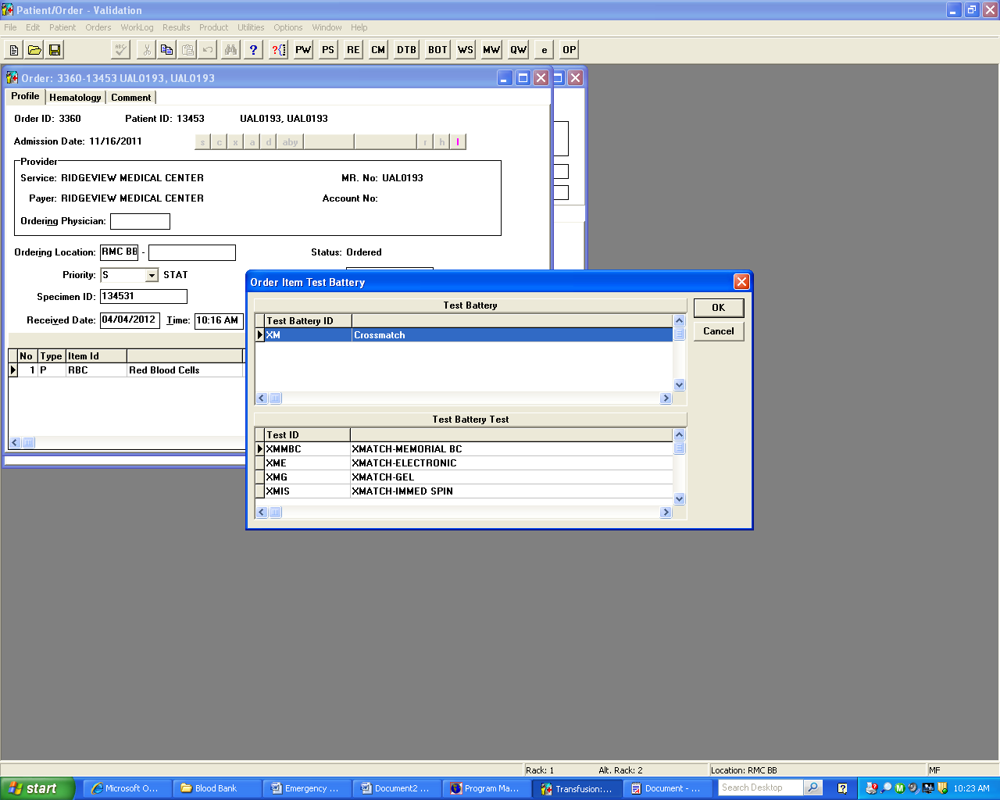 Patient/Order - Validation
File Edit Patient Orders WorkLog Results Product Utilities Options Window Help
ABC ? ?{ PW PS RE CM DTB BOT WS MW QW e OP
Order: 3360-13453 UAL0193, UAL0193
Profile Hematology Comment
Order ID: 3360 Patient ID: 13453 UAL0193, UAL0193
Admission Date: 11/16/2011 s c x a d aby r h I
Provider
Service: RIDGEVIEW MEDICAL CENTER MR. No: UAL0193
Payer: RIDGEVIEW MEDICAL CENTER Account No:
Ordering Physician:
Ordering Location: RMC BB - Status: Ordered
Priority: S STAT
Specimen ID: 134531
Received Date: 04/04/2012 Time: 10:16 AM
No Type Item Id
1 P RBC Red Blood Cells
Order Item Test Battery
Test Battery
OK
Test Battery ID
Cancel
XM Crossmatch
Test Battery Test
Test ID
XMMBC XMATCH-MEMORIAL BC
XME XMATCH-ELECTRONIC
XMG XMATCH-GEL
XMIS XMATCH-IMMED SPIN
Rack: 1 Alt. Rack: 2 Location: RMC BB MF
start Microsoft O... Blood Bank Emergency ... Document2 ... Program Ma... Transfusion:... Document - ... Search Desktop ? M 10:23 AM